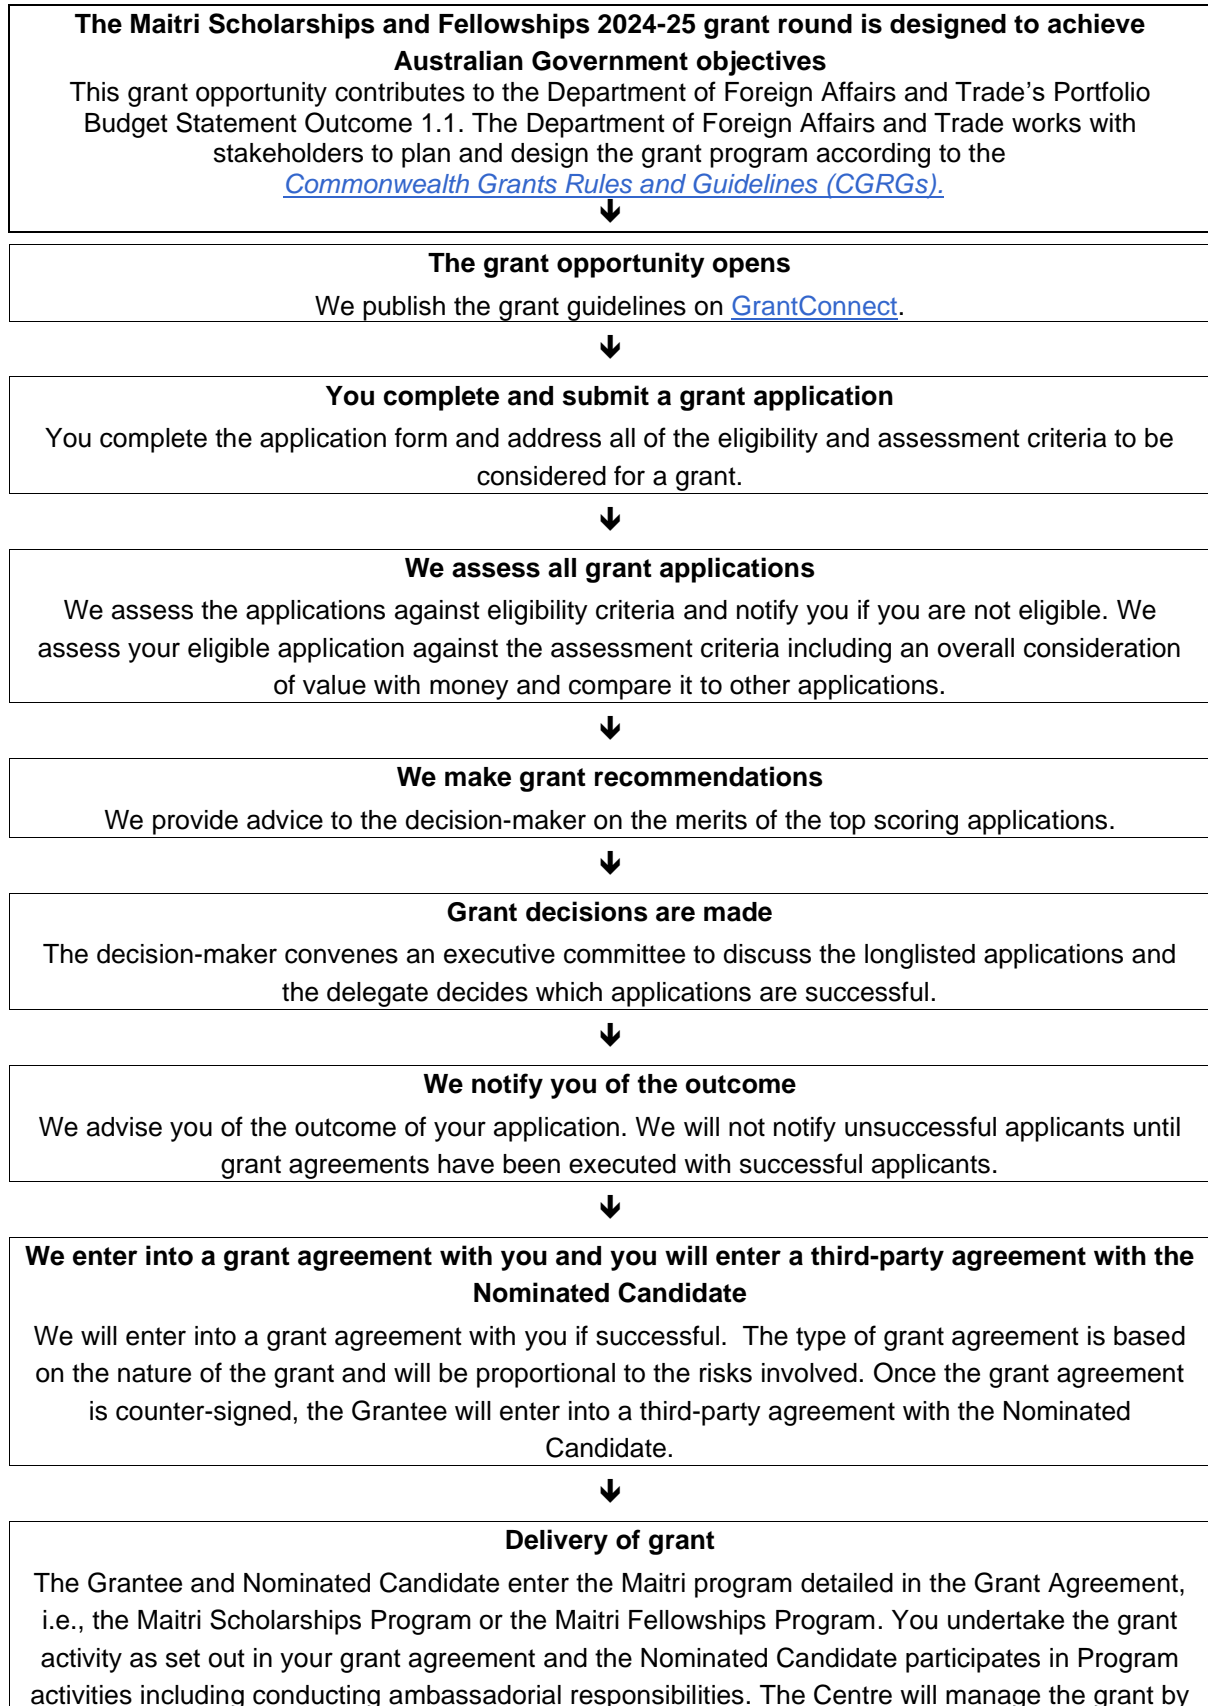 The Maitri Scholarships and Fellowships 2024-25 grant round is designed to achieve
Australian Government objectives
This grant opportunity contributes to the Department of Foreign Affairs and Trade's Portfolio
Budget Statement Outcome 1.1. The Department of Foreign Affairs and Trade works with
stakeholders to plan and design the grant program according to the
Commonwealth Grants Rules and Guidelines (CGRGs).
The grant opportunity opens
We publish the grant guidelines on GrantConnect.
You complete and submit a grant application
You complete the application form and address all of the eligibility and assessment criteria to be
considered for a grant.
We assess all grant applications
We assess the applications against eligibility criteria and notify you if you are not eligible. We
assess your eligible application against the assessment criteria including an overall consideration
of value with money and compare it to other applications.
We make grant recommendations
We provide advice to the decision-maker on the merits of the top scoring applications.
Grant decisions are made
The decision-maker convenes an executive committee to discuss the longlisted applications and
the delegate decides which applications are successful.
We notify you of the outcome
We advise you of the outcome of your application. We will not notify unsuccessful applicants until
grant agreements have been executed with successful applicants.
We enter into a grant agreement with you and you will enter a third-party agreement with the
Nominated Candidate
We will enter into a grant agreement with you if successful.  The type of grant agreement is based
on the nature of the grant and will be proportional to the risks involved. Once the grant agreement
is counter-signed, the Grantee will enter into a third-party agreement with the Nominated
Candidate.
Delivery of grant
The Grantee and Nominated Candidate enter the Maitri program detailed in the Grant Agreement,
i.e., the Maitri Scholarships Program or the Maitri Fellowships Program. You undertake the grant
activity as set out in your grant agreement and the Nominated Candidate participates in Program
activities including conducting ambassadorial responsibilities. The Centre will manage the grant by